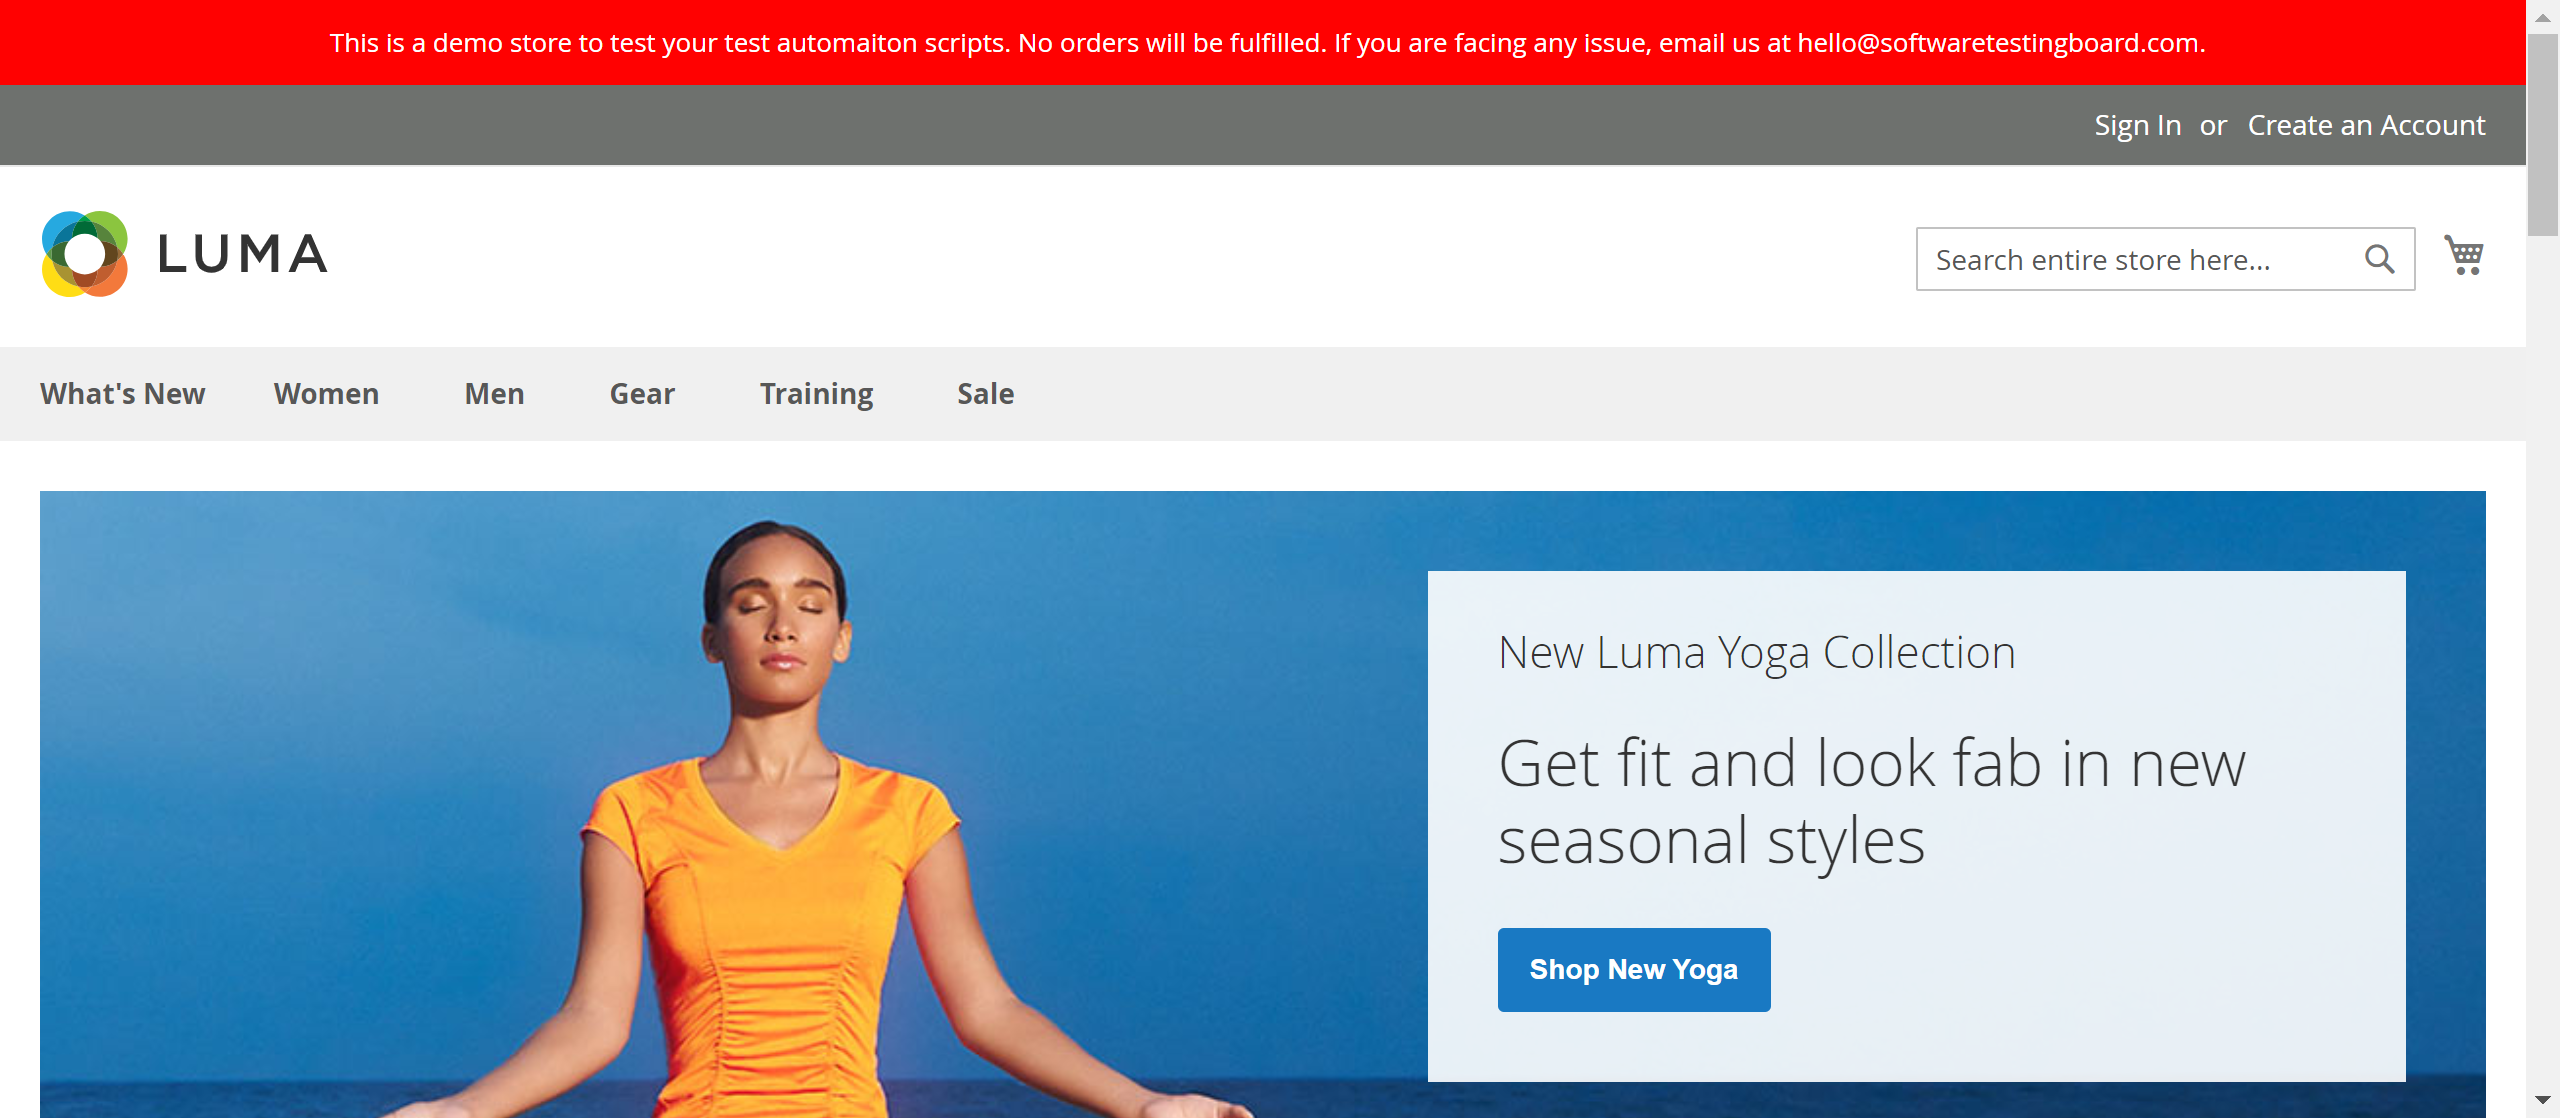 This is a demo store to test your test automaiton scripts. No orders will be fulfilled. If you are facing any issue, email us at hello@softwaretestingboard.com.
Sign In or Create an Account
LUMA
Search entire store here...
What's New Women Men Gear Training Sale
New Luma Yoga Collection
Get fit and look fab in new
seasonal styles
Shop New Yoga